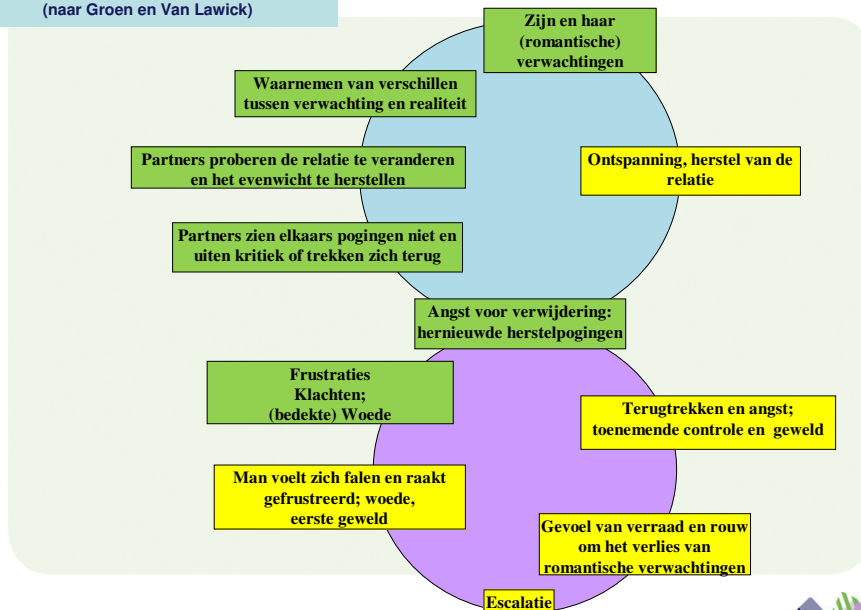 (naar Groen en Van Lawick)
Zijn en haar
(romantische)
verwachtingen
Waarnemen van verschillen
tussen verwachting en realiteit
Partners proberen de relatie te veranderen
en het evenwicht te herstellen
Ontspanning, herstel van de
relatie
Partners zien elkaars pogingen niet en
uiten kritiek of trekken zich terug
Angst voor verwijdering:
hernieuwde herstelpogingen
Frustraties
Klachten;
(bedekte) Woede
Terugtrekken en angst;
toenemende controle en geweld
Man voelt zich falen en raakt
gefrustreerd; woede,
eerste geweld
Gevoel van verraad en rouw
om het verlies van
romantische verwachtingen
Escalatie